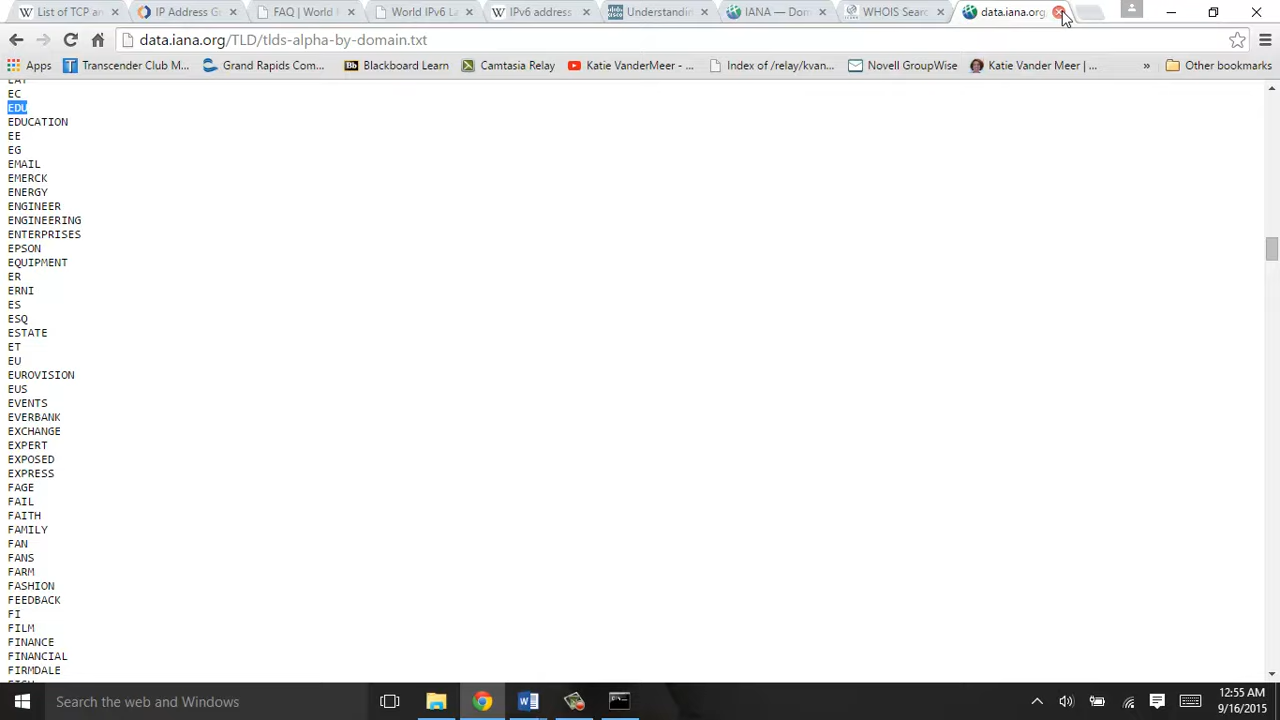 List of TCP an
IP Address G
FAQ | World
World IPv6 La
IPv6 address
Understandin
IANA — Dom
WHOIS Sear
data.iana.org
data.iana.org/TLD/tlds-alpha-by-domain.txt
Apps
Transcender Club M...
Grand Rapids Com...
Bb Blackboard Learn
Camtasia Relay
Katie VanderMeer - ...
Index of /relay/kvan...
Novell GroupWise
Katie Vander Meer | ...
»
Other bookmarks
EC
EDU
EDUCATION
EE
EG
EMAIL
EMERCK
ENERGY
ENGINEER
ENGINEERING
ENTERPRISES
EPSON
EQUIPMENT
ER
ERNI
ES
ESQ
ESTATE
ET
EU
EUROVISION
EUS
EVENTS
EVERBANK
EXCHANGE
EXPERT
EXPOSED
EXPRESS
FAGE
FAIL
FAITH
FAMILY
FAN
FANS
FARM
FASHION
FEEDBACK
FI
FILM
FINANCE
FINANCIAL
FIRMDALE
Search the web and Windows
12:55 AM
9/16/2015